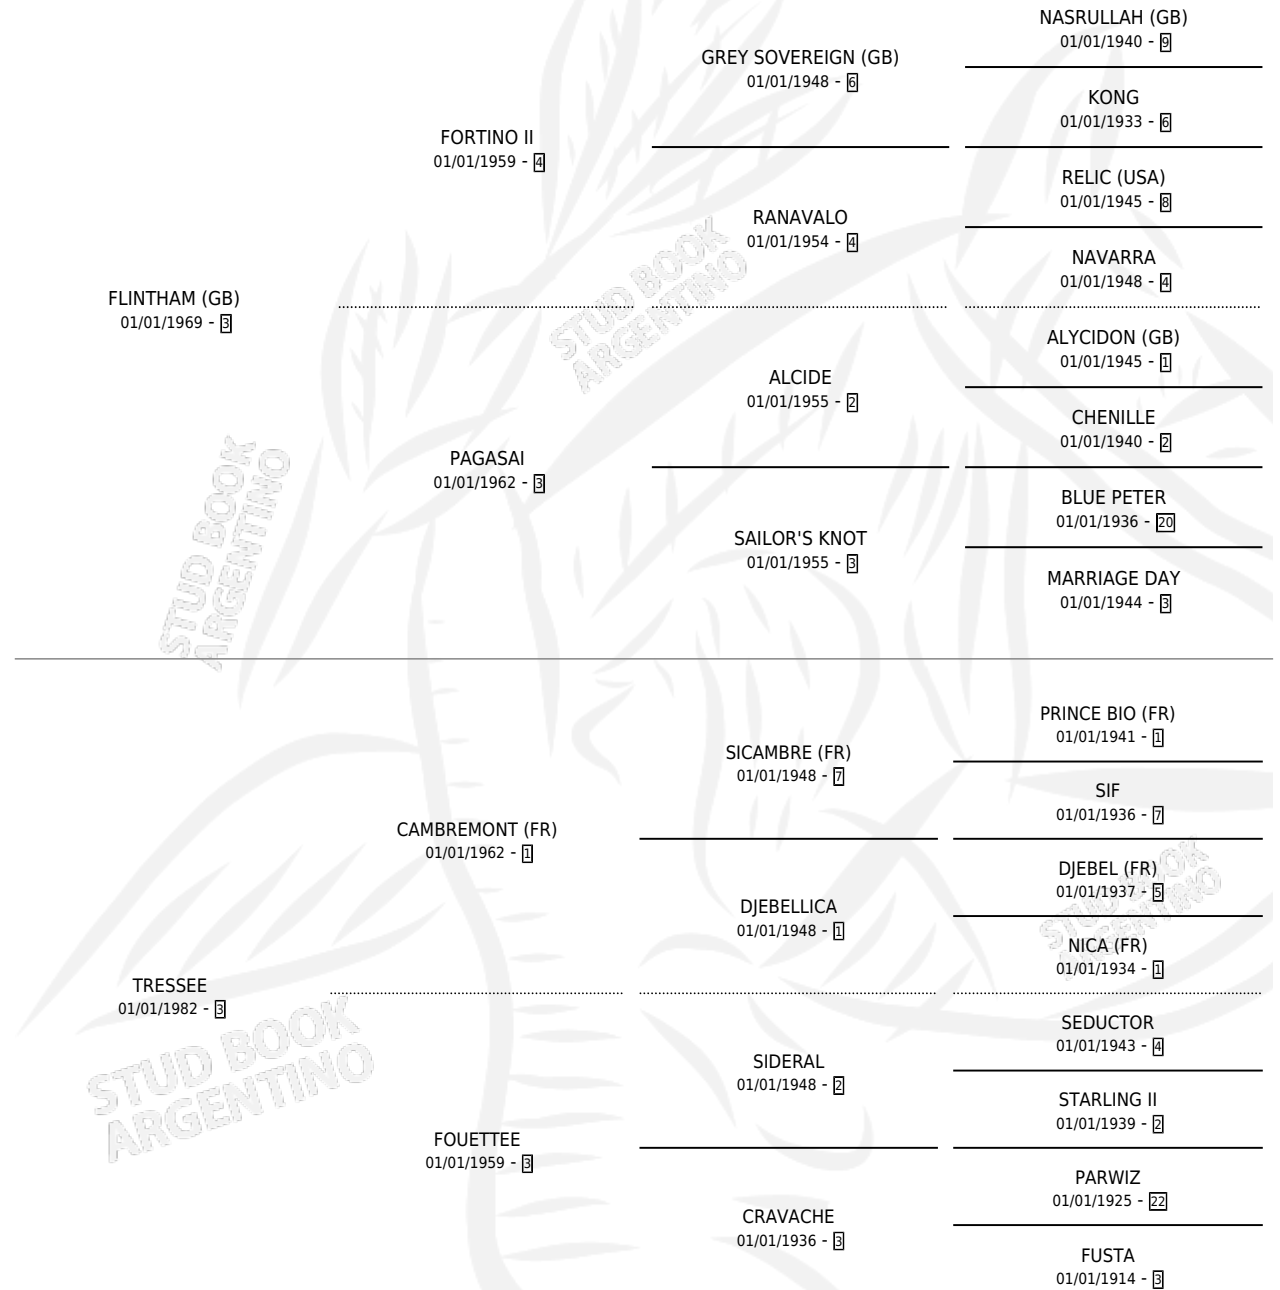 NASRULLAH (GB)
01/01/1940 - 9
GREY SOVEREIGN (GB)
01/01/1948 - 6
KONG
01/01/1933 - 6
FORTINO II
01/01/1959 - 4
RELIC (USA)
01/01/1945 - 8
RANAVALO
01/01/1954 - 4
NAVARRA
01/01/1948 - 4
FLINTHAM (GB)
01/01/1969 - 3
ALYCIDON (GB)
01/01/1945 - 1
ALCIDE
01/01/1955 - 2
CHENILLE
01/01/1940 - 2
PAGASAI
01/01/1962 - 3
BLUE PETER
01/01/1936 - 20
SAILOR'S KNOT
01/01/1955 - 3
MARRIAGE DAY
01/01/1944 - 3
STUD BOOK
ARGENTINO
STUD BOOK
ARGENTINO
PRINCE BIO (FR)
01/01/1941 - 1
SICAMBRE (FR)
01/01/1948 - 7
SIF
01/01/1936 - 7
CAMBREMONT (FR)
01/01/1962 - 1
DJEBEL (FR)
01/01/1937 - 5
DJEBELLICA
01/01/1948 - 1
NICA (FR)
01/01/1934 - 1
TRESSEE
01/01/1982 - 3
SEDUCTOR
01/01/1943 - 4
SIDERAL
01/01/1948 - 2
STARLING II
01/01/1939 - 2
FOUETTEE
01/01/1959 - 3
PARWIZ
01/01/1925 - 22
CRAVACHE
01/01/1936 - 3
FUSTA
01/01/1914 - 3
STUD BOOK
ARGENTINO
STUD BOOK
ARGENTINO